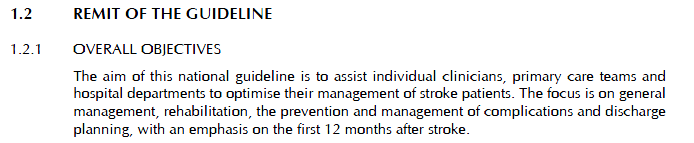 1.2 REMIT OF THE GUIDELINE
1.2.1 OVERALL OBJECTIVES
The aim of this national guideline is to assist individual clinicians, primary care teams and
hospital departments to optimise their management of stroke patients. The focus is on general
management, rehabilitation, the prevention and management of complications and discharge
planning, with an emphasis on the first 12 months after stroke.